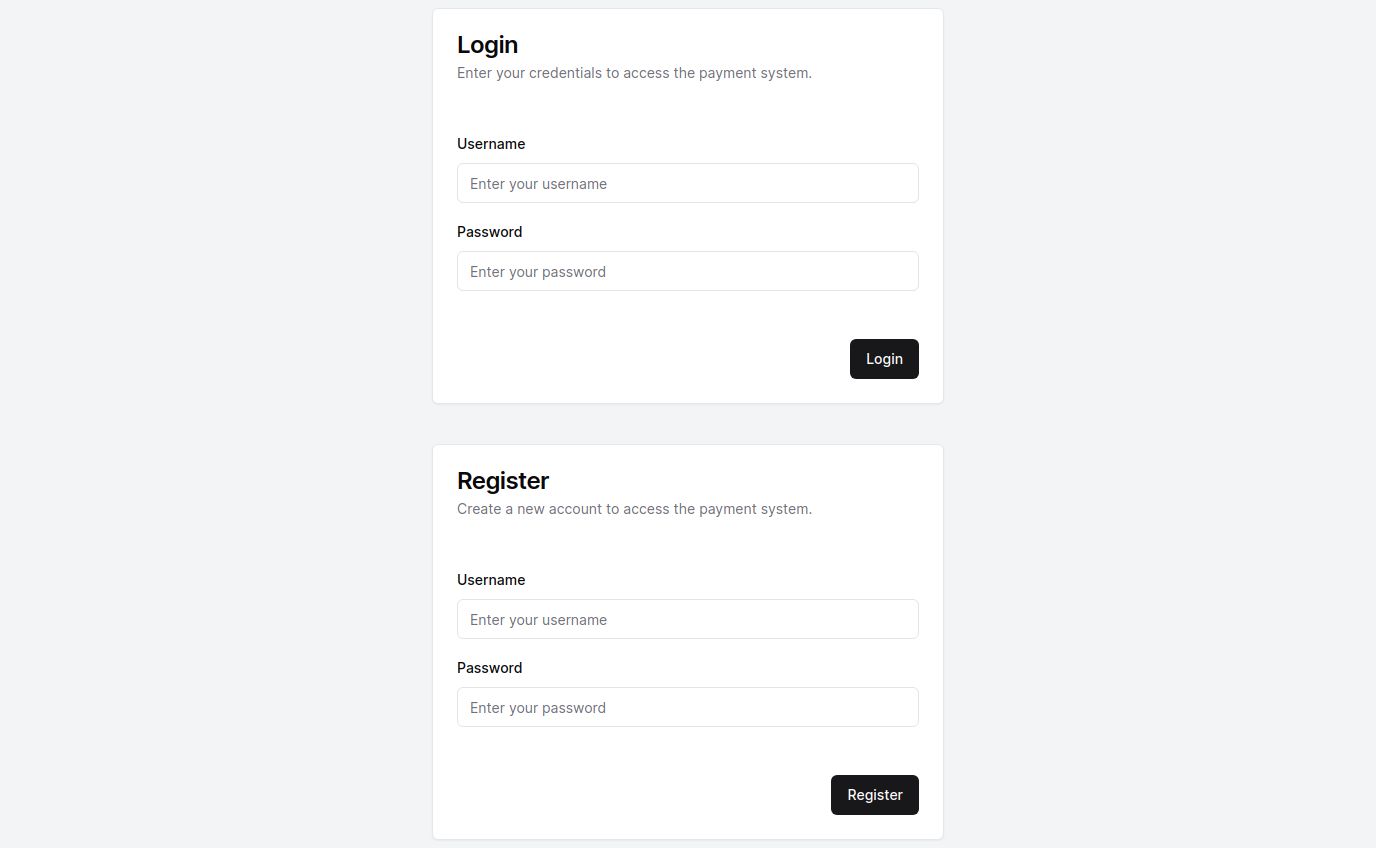 Login
Enter your credentials to access the payment system.
Username
Enter your username
Password
Enter your password
Login
Register
Create a new account to access the payment system.
Username
Enter your username
Password
Enter your password
Register